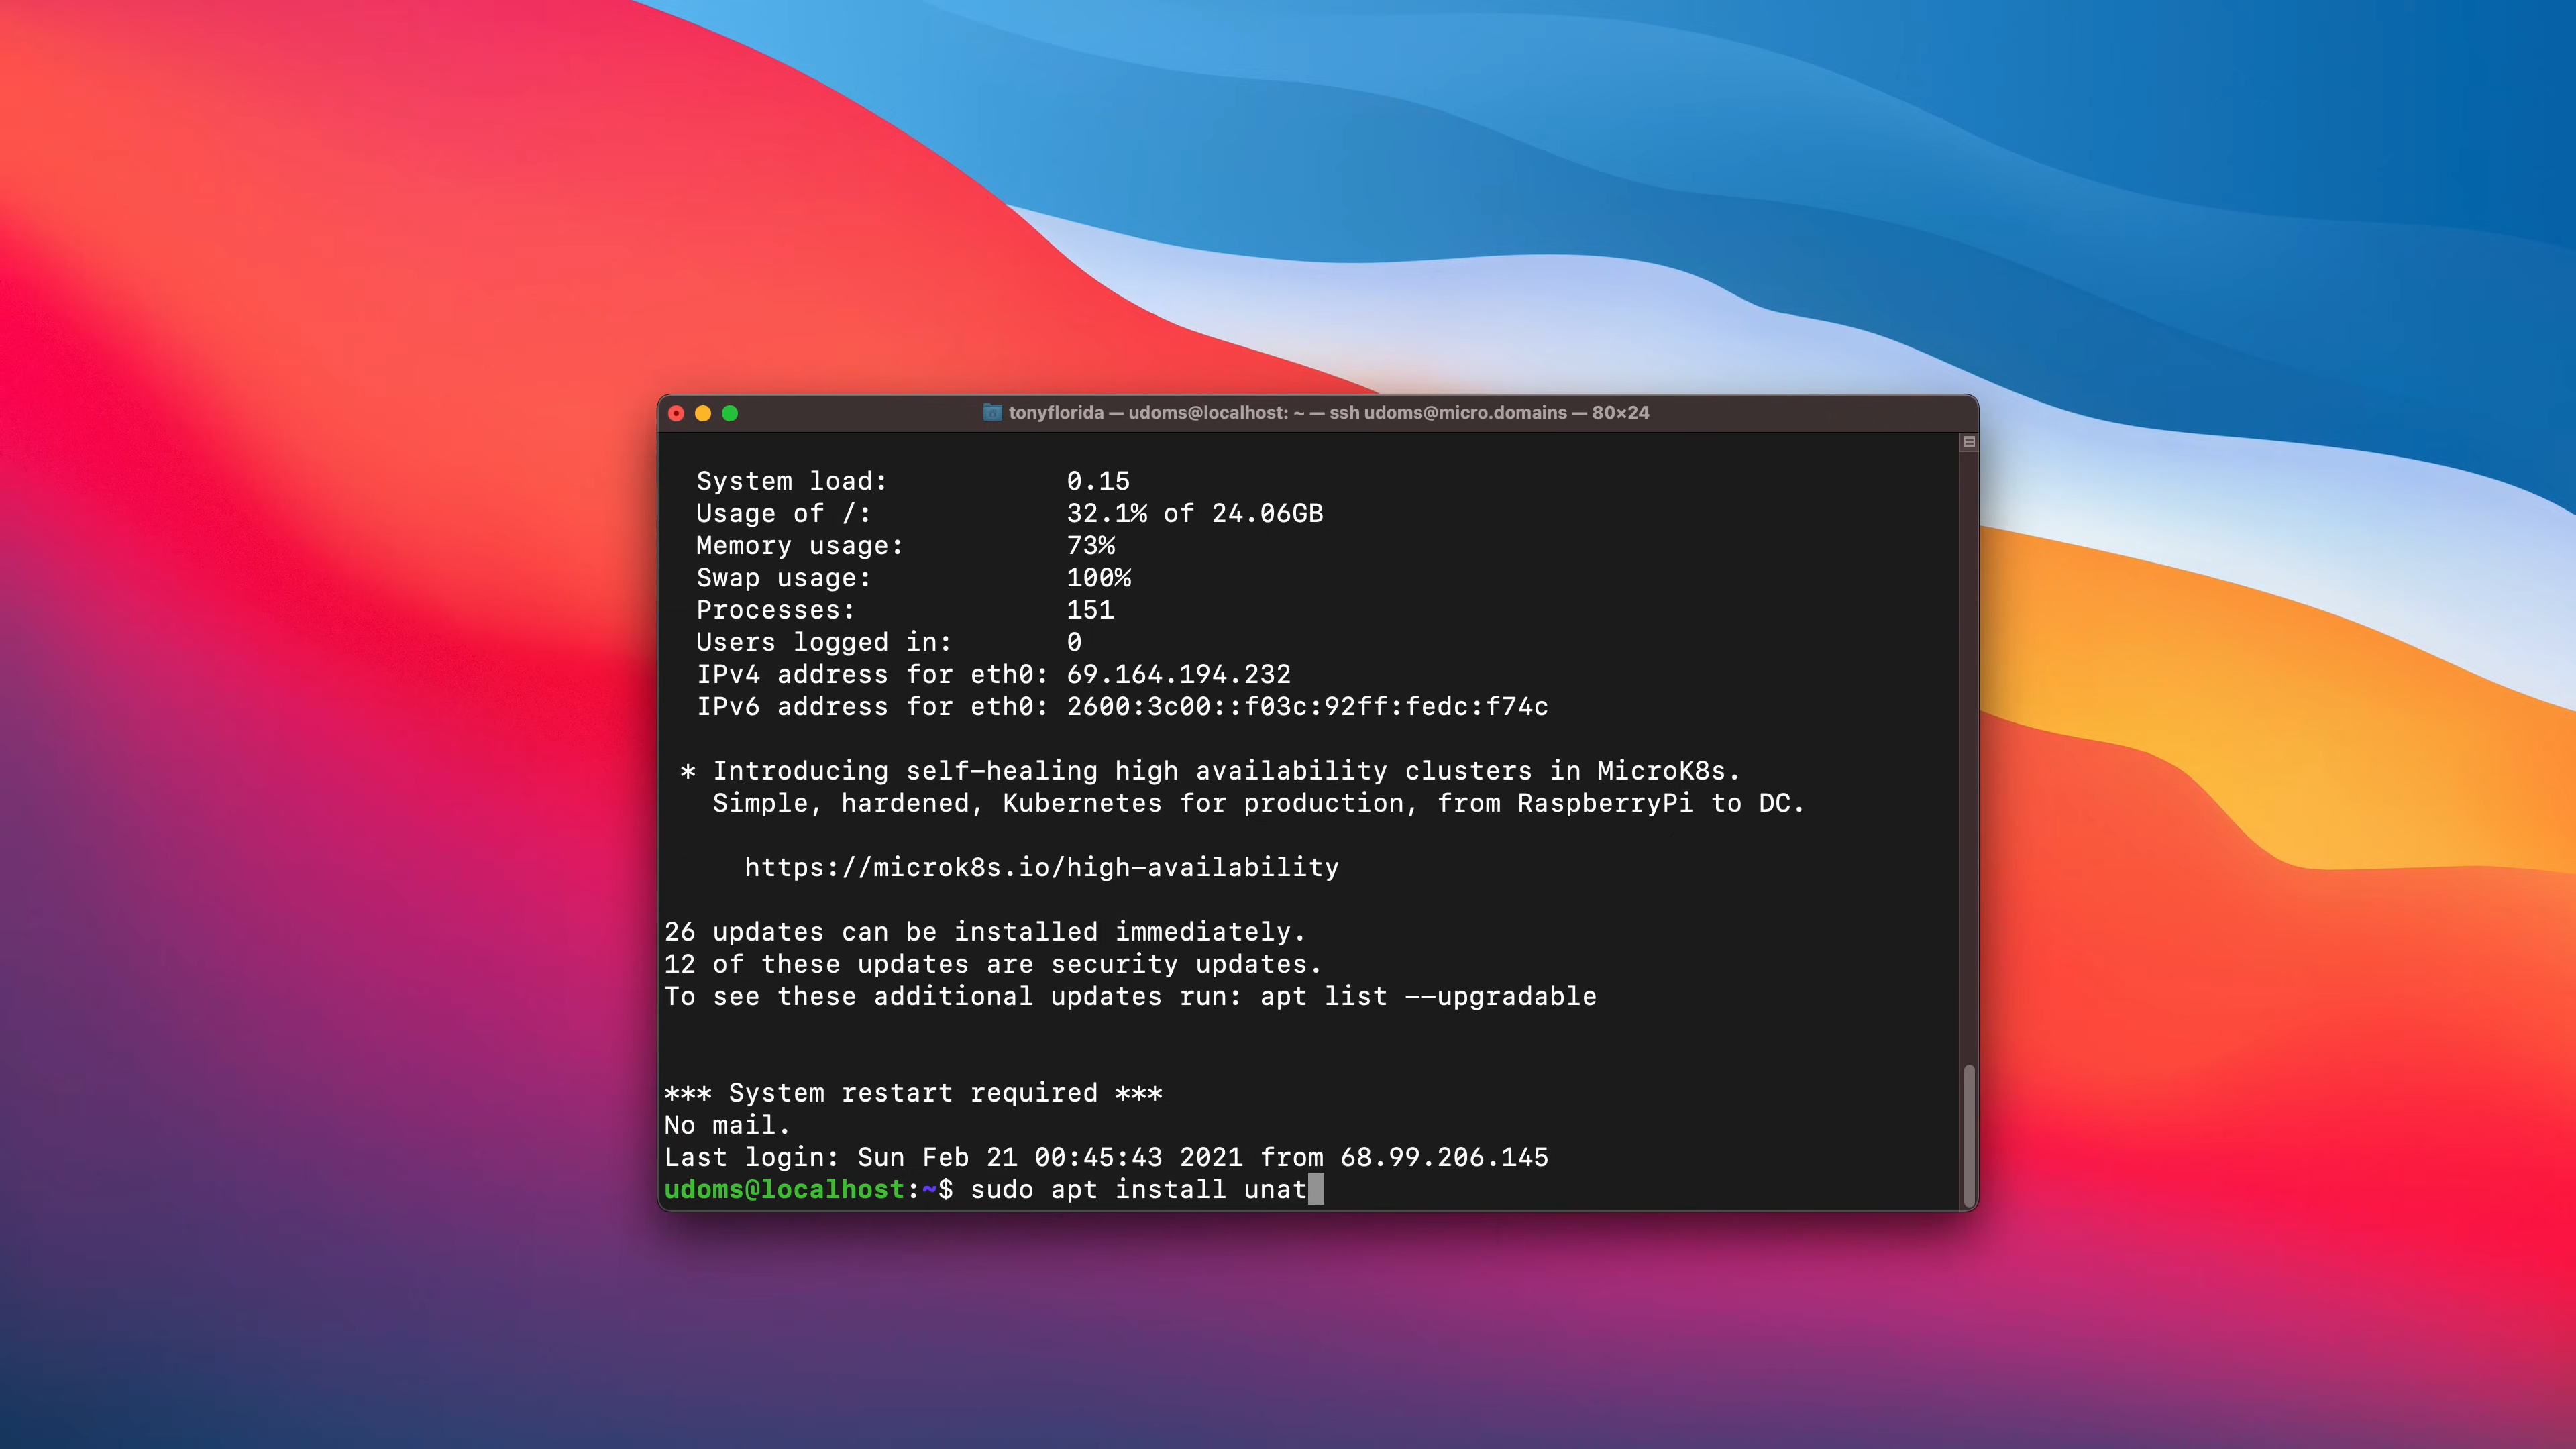 tonyflorida — udoms@localhost: ~ — ssh udoms@micro.domains — 80×24
System load: 0.15
Usage of /: 32.1% of 24.06GB
Memory usage: 73%
Swap usage: 100%
Processes: 151
Users logged in: 0
IPv4 address for eth0: 69.164.194.232
IPv6 address for eth0: 2600:3c00::f03c:92ff:fedc:f74c
* Introducing self-healing high availability clusters in MicroK8s.
Simple, hardened, Kubernetes for production, from RaspberryPi to DC.
https://microk8s.io/high-availability
26 updates can be installed immediately.
12 of these updates are security updates.
To see these additional updates run: apt list --upgradable
*** System restart required ***
No mail.
Last login: Sun Feb 21 00:45:43 2021 from 68.99.206.145
udoms@localhost:~$ sudo apt install unat